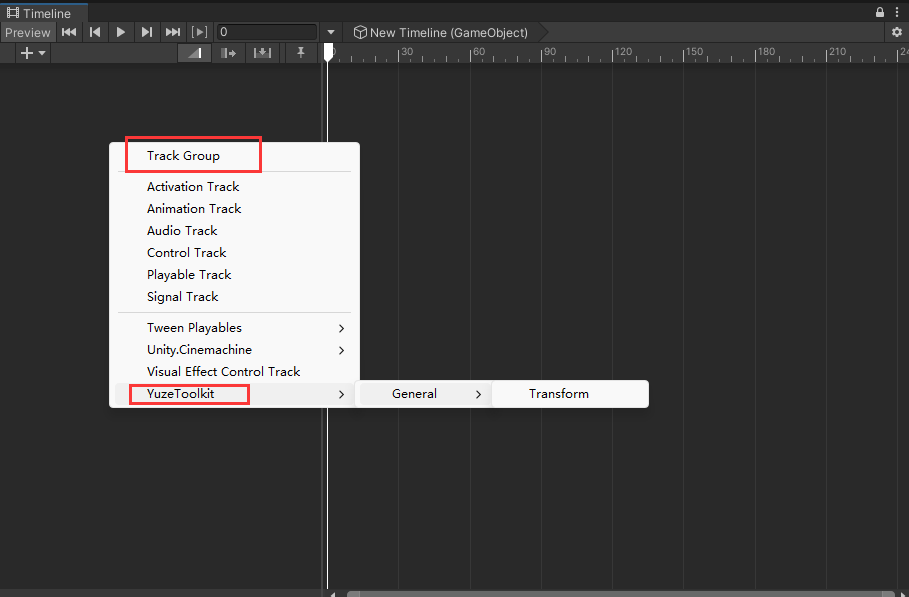 Timeline
Preview
0
New Timeline (GameObject)
30
60
90
120
150
180
210
Track Group
Activation Track
Animation Track
Audio Track
Control Track
Playable Track
Signal Track
Tween Playables
Unity.Cinemachine
Visual Effect Control Track
YuzeToolkit
General
Transform